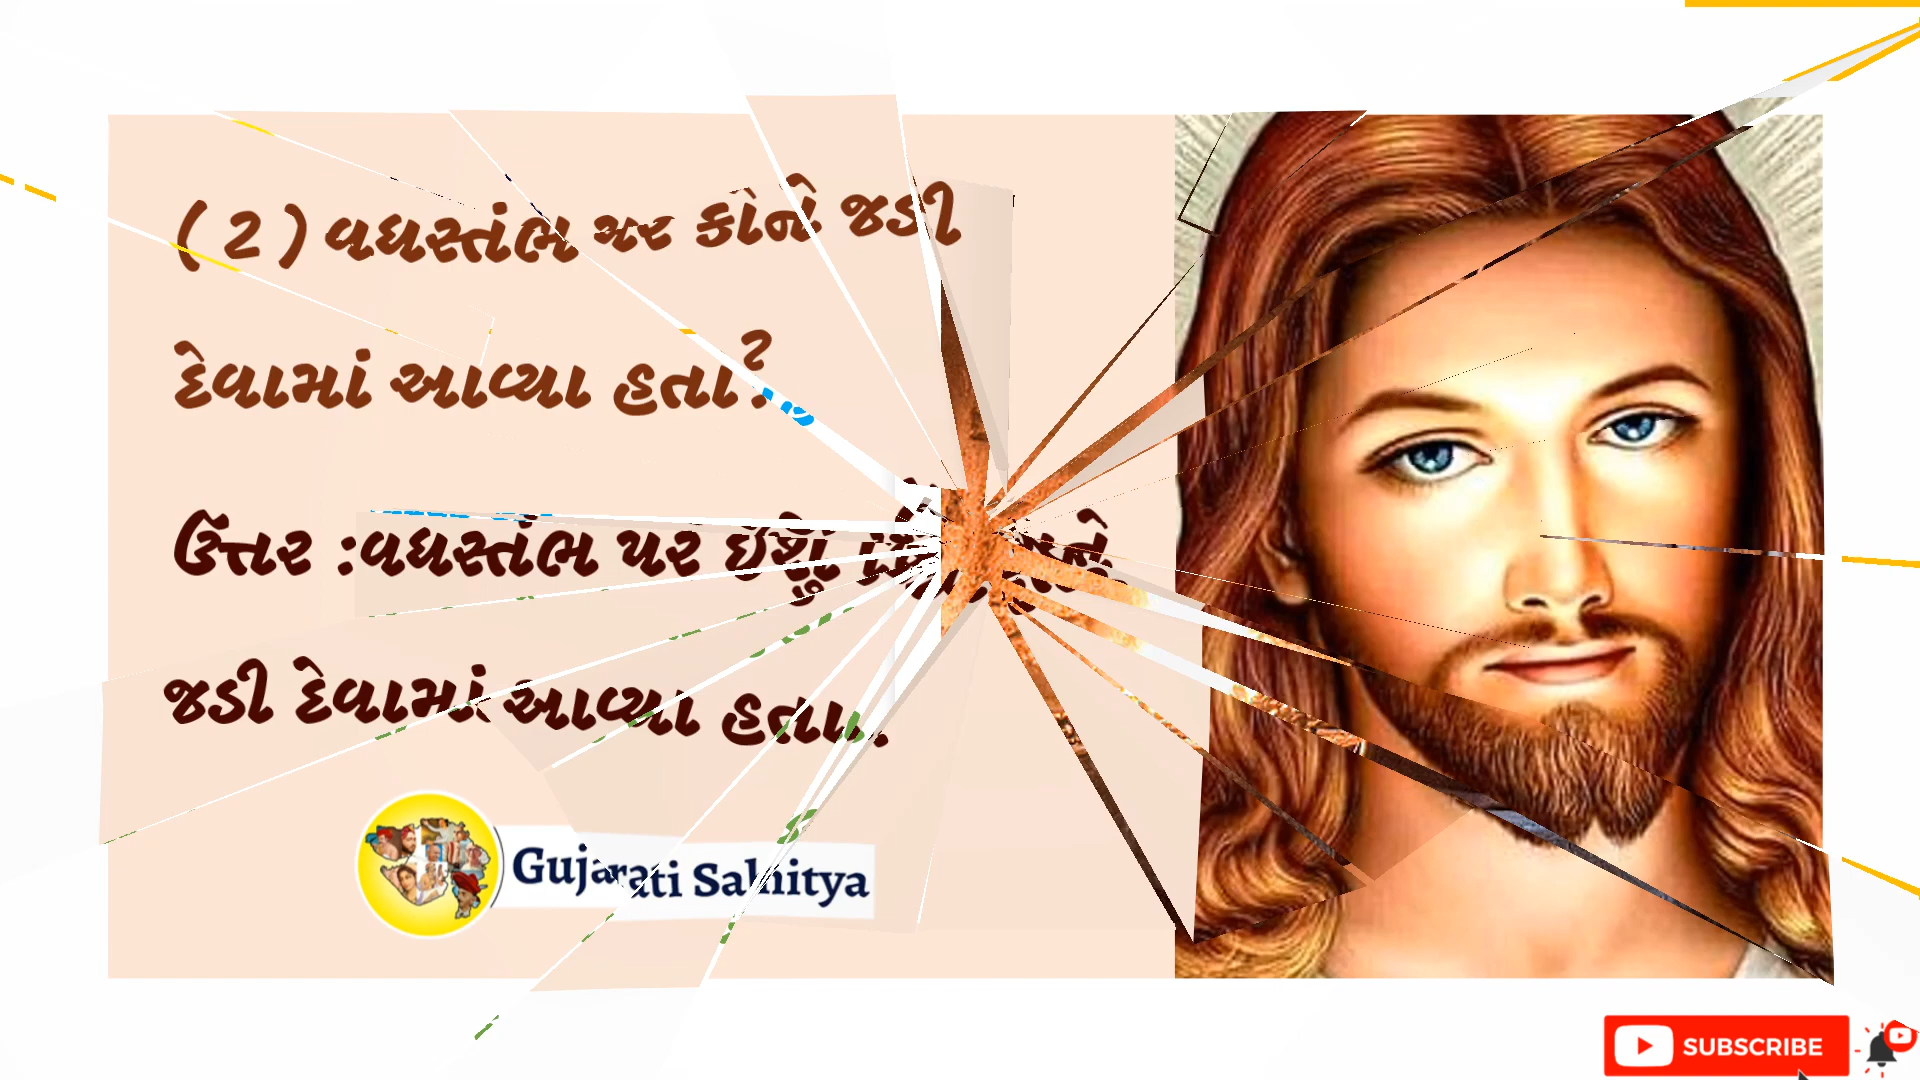 ( 2 ) વધસ્તંભ પર કોને જડી
દેવામાં આવ્યા હતા?
ઉત્તર :વધસ્તંભ પર ઈશુ
જડી દેવામાં આવ્યા હતા.
Gujarati Sahitya
SUBSCRIBE